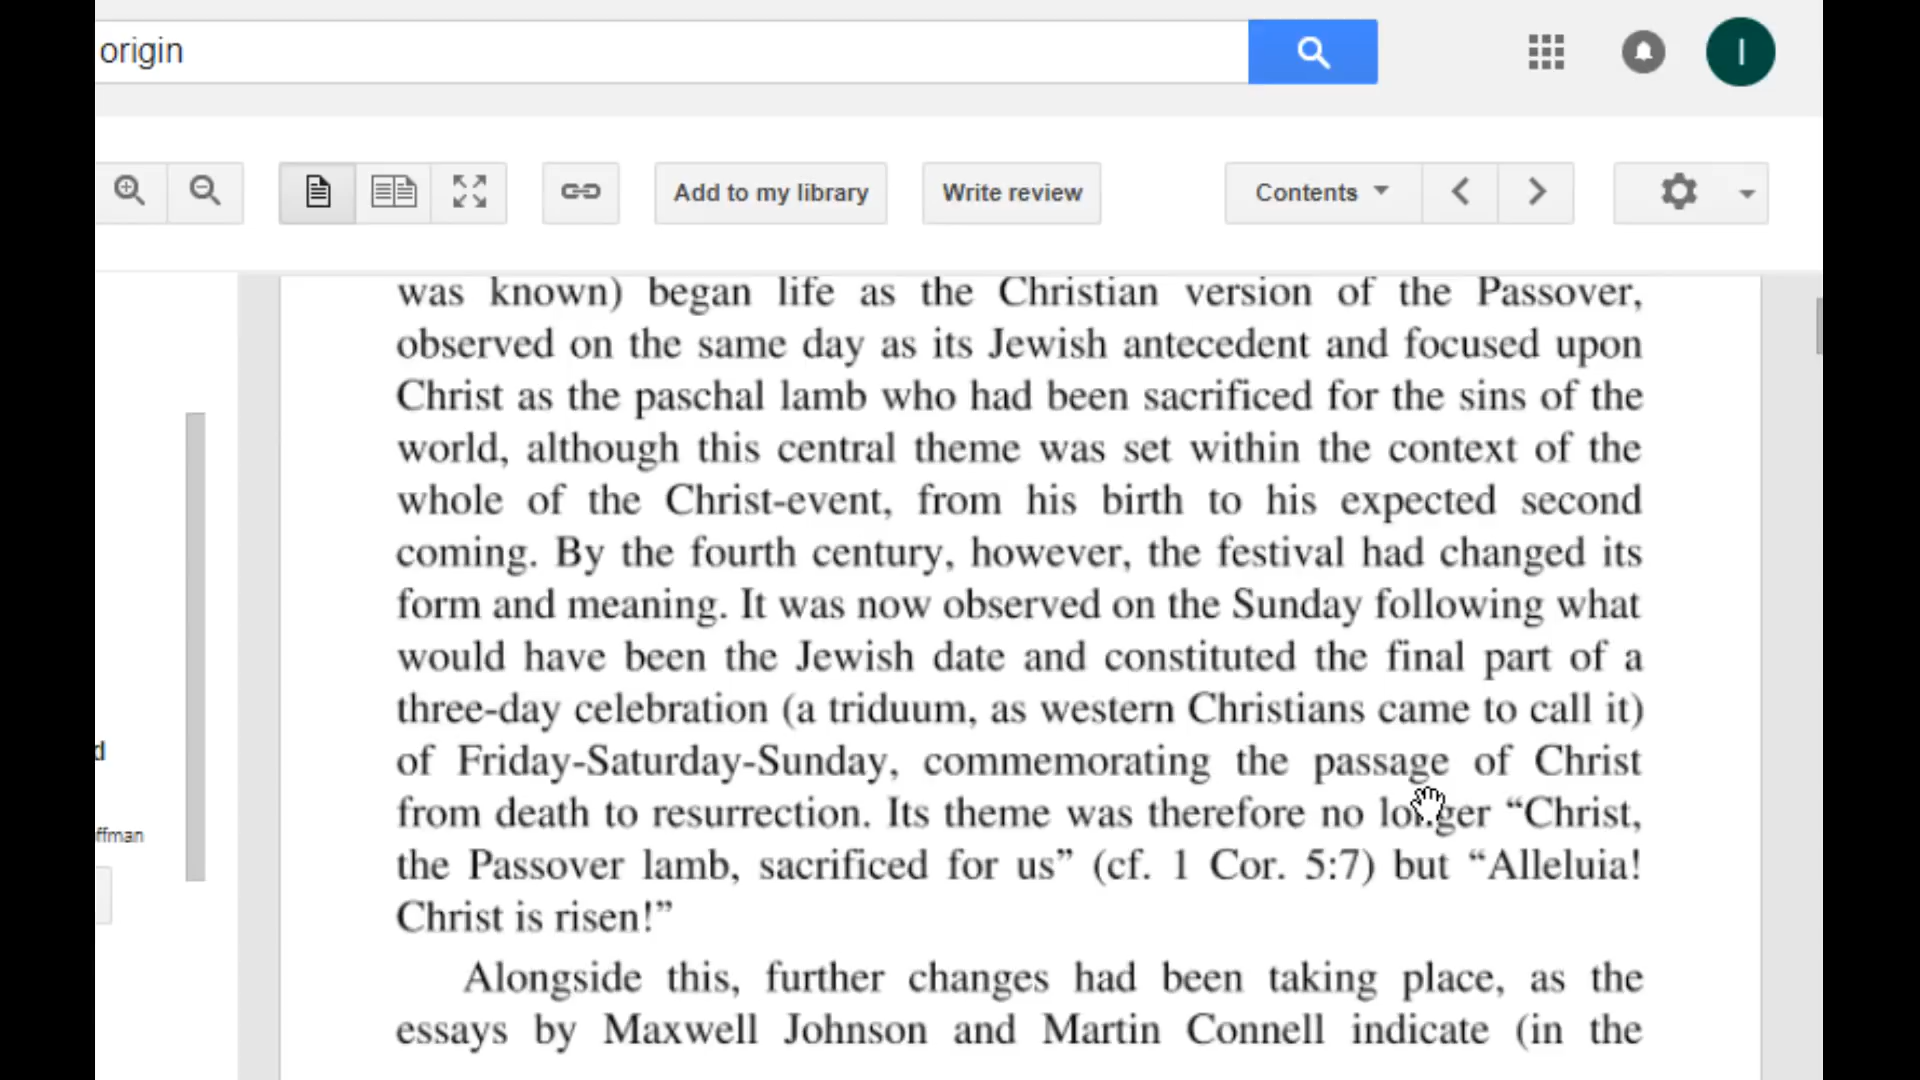 origin
I
Add to my library
Write review
Contents
was known) began life as the Christian version of the Passover,
observed on the same day as its Jewish antecedent and focused upon
Christ as the paschal lamb who had been sacrificed for the sins of the
world, although this central theme was set within the context of the
whole of the Christ-event, from his birth to his expected second
coming. By the fourth century, however, the festival had changed its
form and meaning. It was now observed on the Sunday following what
would have been the Jewish date and constituted the final part of a
three-day celebration (a triduum, as western Christians came to call it)
of Friday-Saturday-Sunday, commemorating the passage of Christ
from death to resurrection. Its theme was therefore no longer “Christ,
the Passover lamb, sacrificed for us” (cf. 1 Cor. 5:7) but “Alleluia!
Christ is risen!”
Alongside this, further changes had been taking place, as the
essays by Maxwell Johnson and Martin Connell indicate (in the
d
ffman